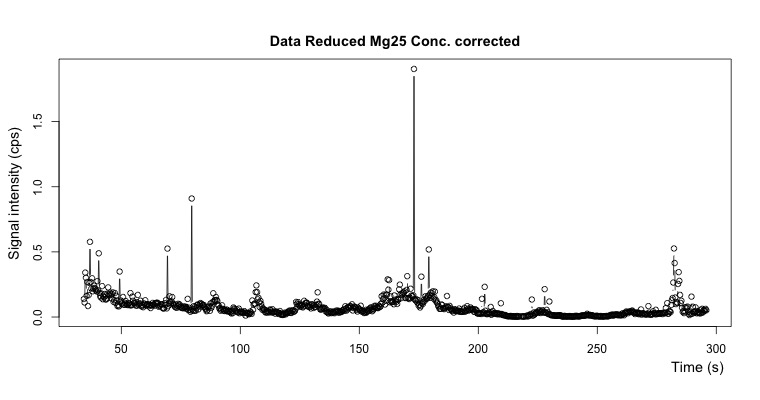 Data Reduced Mg25 Conc. corrected
Signal intensity (cps)
1.5
1.0
0.5
0.0
50 100 150 200 250 300
Time (s)